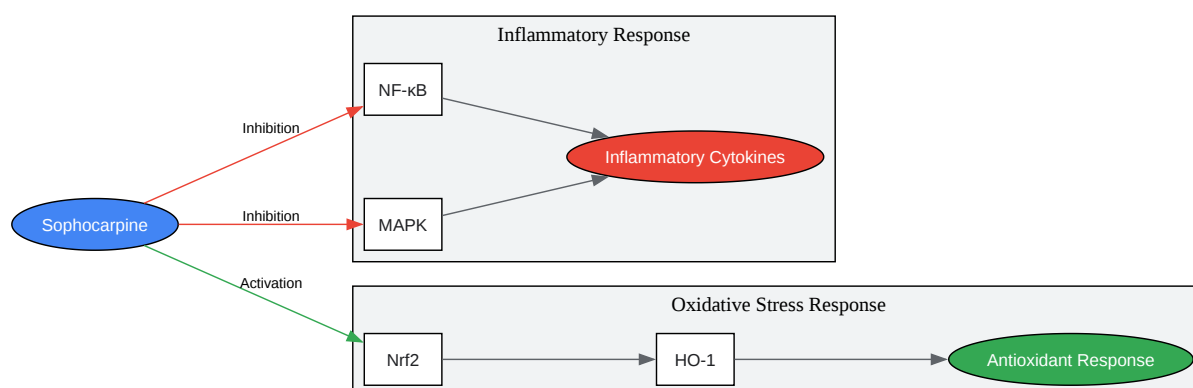 Inflammatory Response
NF-κB
Inhibition
Inflammatory Cytokines
Sophocarpine
Inhibition
MAPK
Activation
Oxidative Stress Response
Nrf2
HO-1
Antioxidant Response